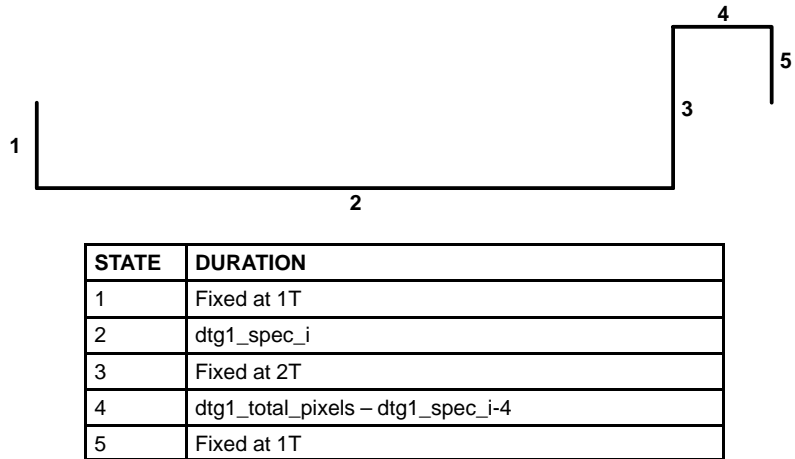 4
5
3
1
2
STATE DURATION
1 Fixed at 1T
2 dtg1_spec_i
3 Fixed at 2T
4 dtg1_total_pixels – dtg1_spec_i-4
5 Fixed at 1T